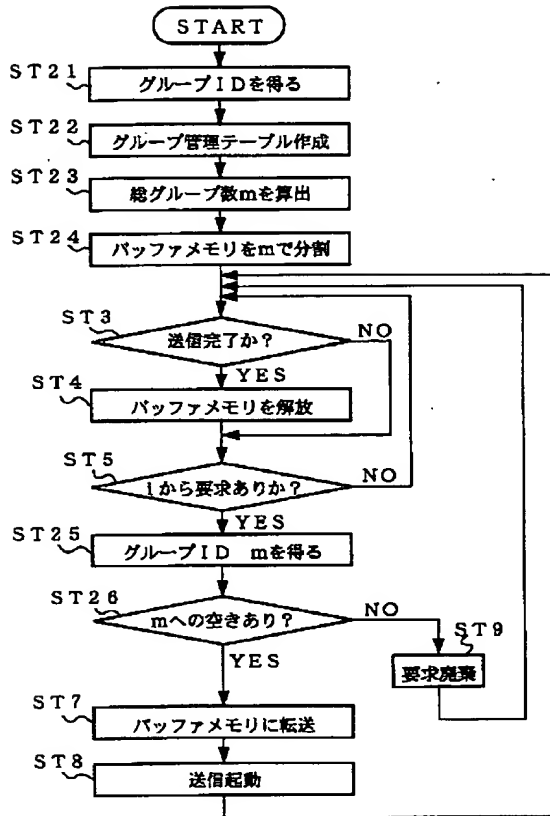 START
ST21
グループIDを得る
ST22
グループ管理テーブル作成
ST23
総グループ数mを算出
ST24
バッファメモリをmで分割
ST3
送信完了か?
NO
YES
ST4
バッファメモリを解放
ST5
iから要求ありか?
NO
YES
ST25
グループID mを得る
ST26
mへの空きあり?
NO
ST9
要求廃棄
YES
ST7
バッファメモリに転送
ST8
送信起動